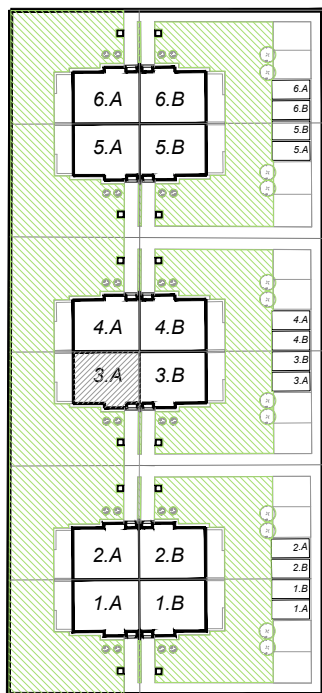 6.A 6.B 6.A
6.B
5.A 5.B 5.B
5.A
4.A 4.B 4.A
4.B
3.A 3.B 3.B
3.A
2.A 2.B 2.A
2.B
1.A 1.B 1.B
1.A